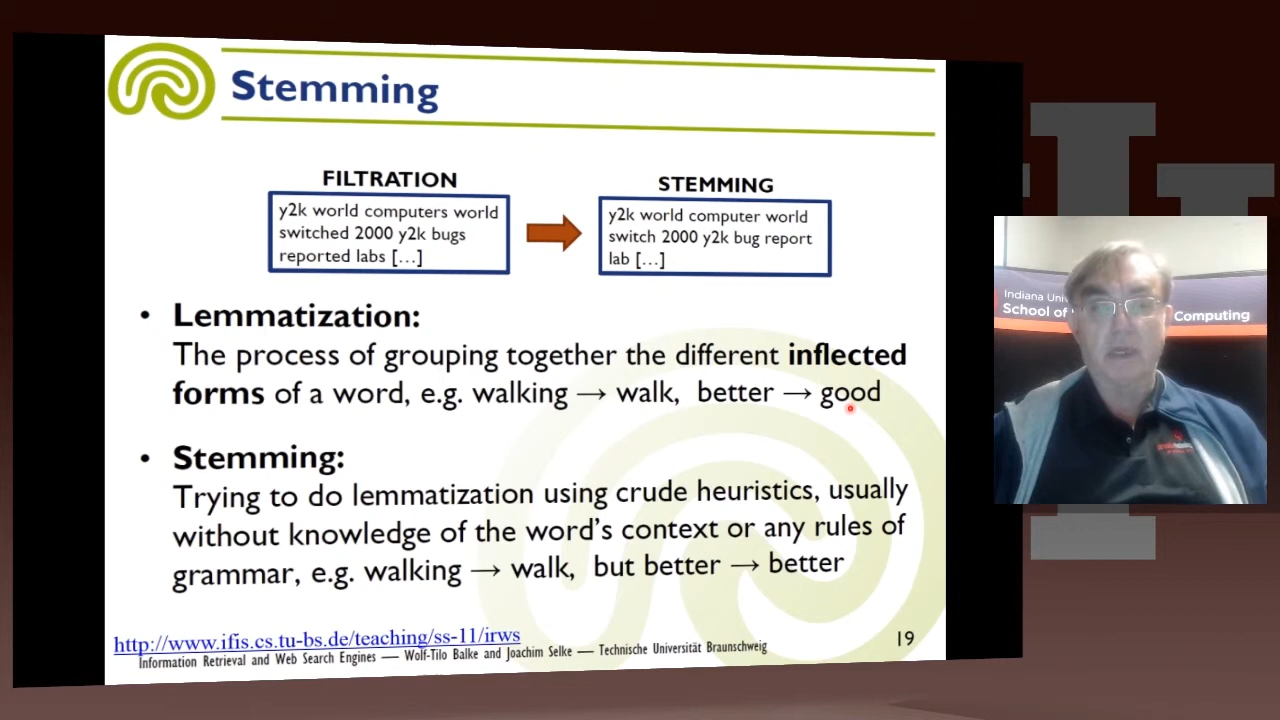 Stemming
FILTRATION
y2k world computers world
switched 2000 y2k bugs
reported labs […]
STEMMING
y2k world computer world
switch 2000 y2k bug report
lab […]
• Lemmatization:
The process of grouping together the different inflected
forms of a word, e.g. walking → walk, better → good
• Stemming:
Trying to do lemmatization using crude heuristics, usually
without knowledge of the word's context or any rules of
grammar, e.g. walking → walk, but better → better
http://www.ifis.cs.tu-bs.de/teaching/ss-11/irws
19
Information Retrieval and Web Search Engines — Wolf-Tilo Balke and Joachim Selke — Technische Universität Braunschweig
Indiana
School of
Computing